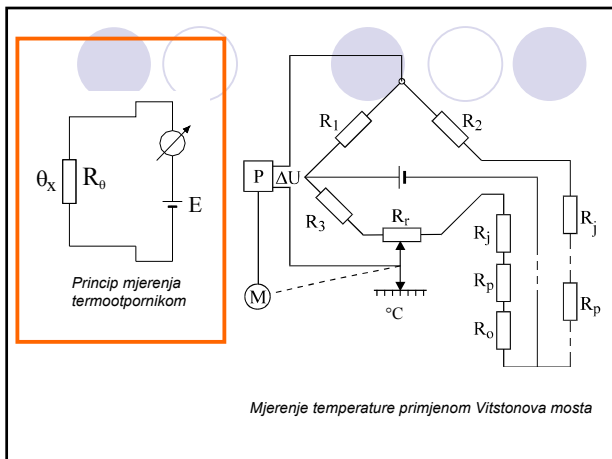 θx Rθ
E
Princip mjerenja
termootpornikom
R1
R2
P
ΔU
R3
Rr
Rj
Rj
Rp
Rp
Ro
M
°C
Mjerenje temperature primjenom Vitstonova mosta